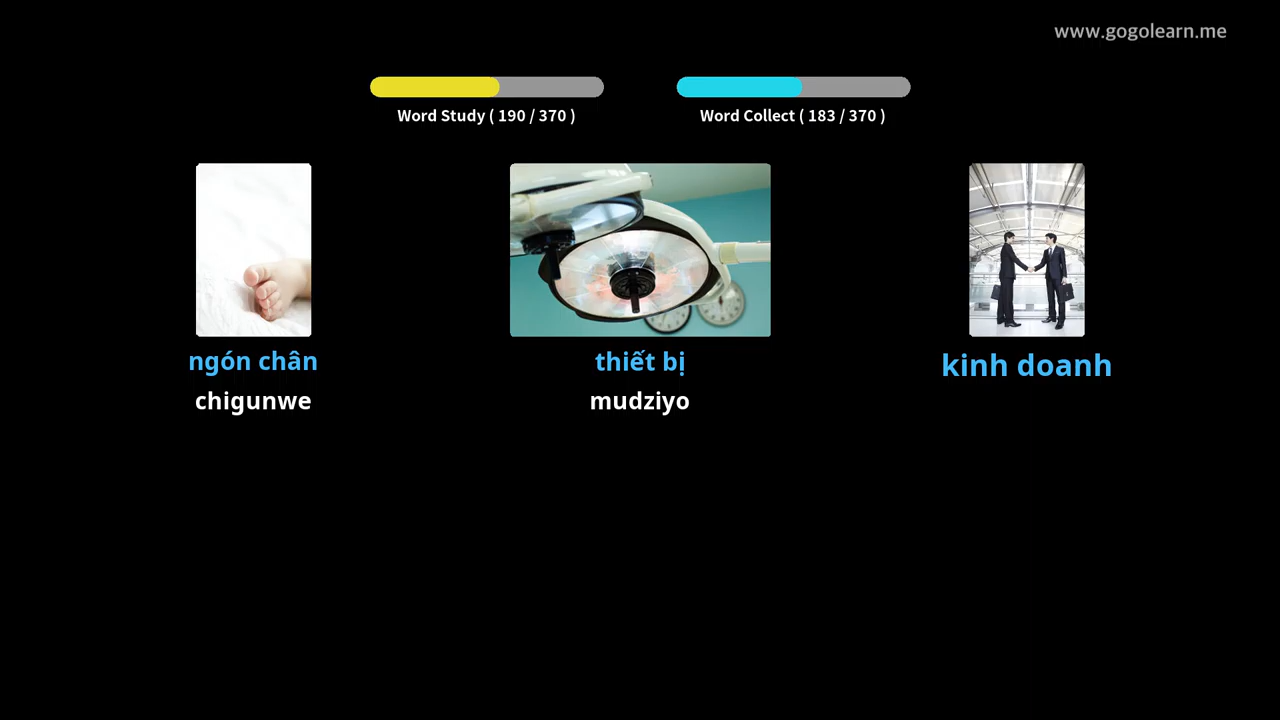 www.gogolearn.me
Word Study ( 190 / 370 )
Word Collect ( 183 / 370 )
ngón chân
thiết bị
kinh doanh
chigunwe
mudziyo